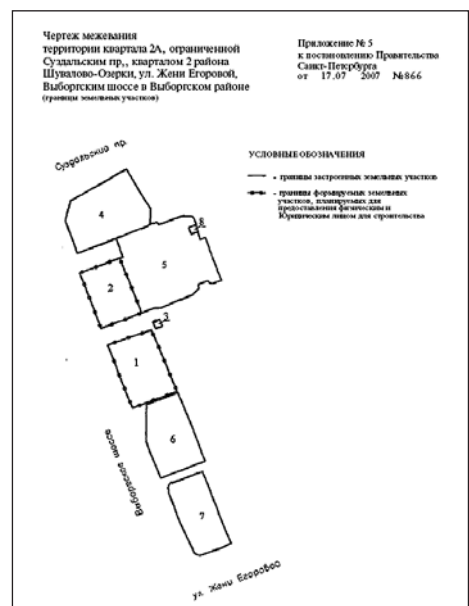 Чертеж межевания
территории квартала 2А, ограниченной
Суздальским пр., кварталом 2 района
Шувалово-Озерки, ул. Жени Егоровой,
Выборгским шоссе в Выборгском районе
(границы земельных участков)
Приложение № 5
к постановлению Правительства
Санкт-Петербурга
от 17.07 2007 №866
Суздальский пр.
УСЛОВНЫЕ ОБОЗНАЧЕНИЯ
- границы застроенных земельных участков
- границы формируемых земельных
участков, планируемых для
предоставления физическим и
Юридическим лицом для строительства
4
8
5
2
3
1
6
Выборгское шоссе
7
ул. Жени Егоровой